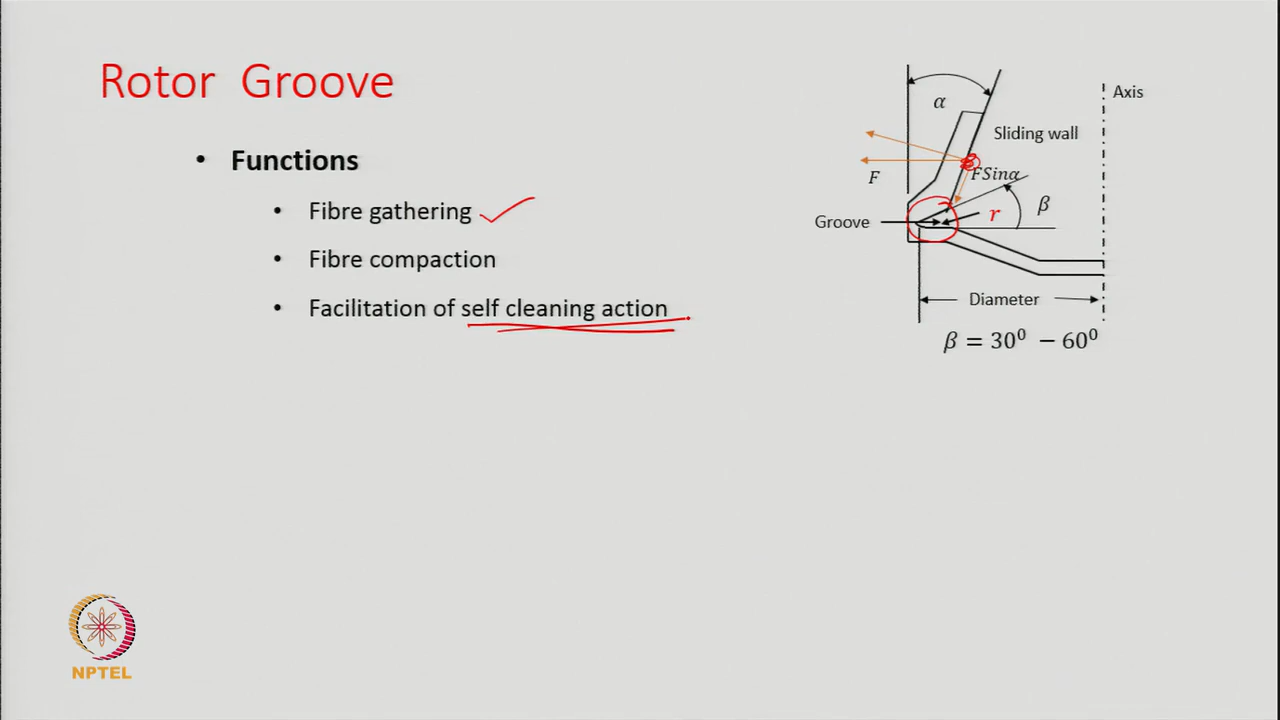 Rotor Groove
• Functions
• Fibre gathering
• Fibre compaction
• Facilitation of self cleaning action
α
Axis
Sliding wall
F
FSinα
β
Groove
r
Diameter
β = 30⁰ − 60⁰
NPTEL